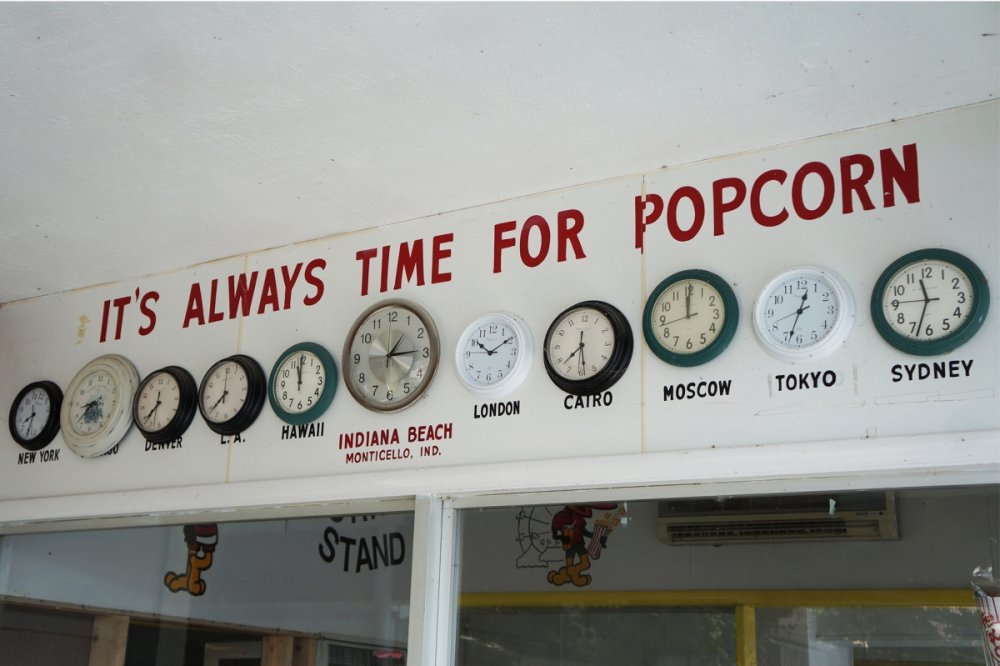 IT'S ALWAYS TIME FOR POPCORN
NEW YORK
DENVER
L.A.
HAWAII
INDIANA BEACH
MONTICELLO, IND.
LONDON
CAIRO
MOSCOW
TOKYO
SYDNEY
STAND